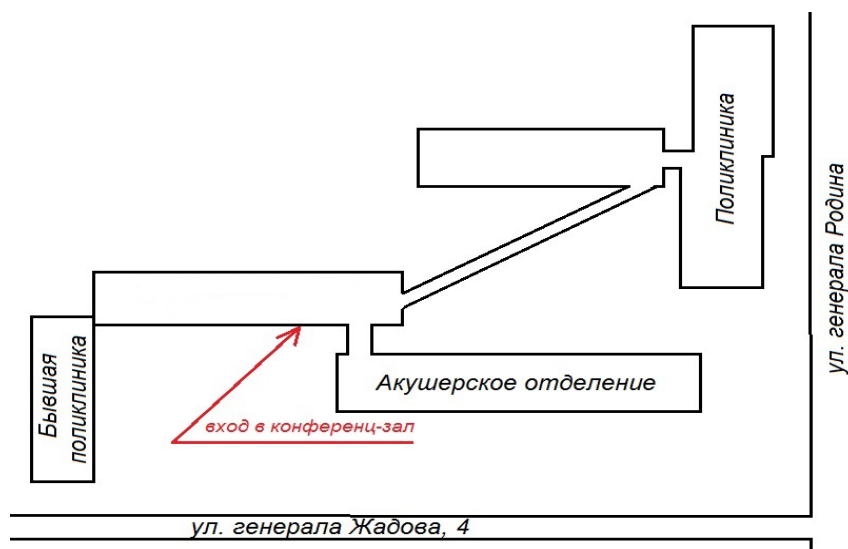 Поликлиника
ул. генерала Родина
Бывшая
поликлиника
Акушерское отделение
вход в конференц-зал
ул. генерала Жадова, 4